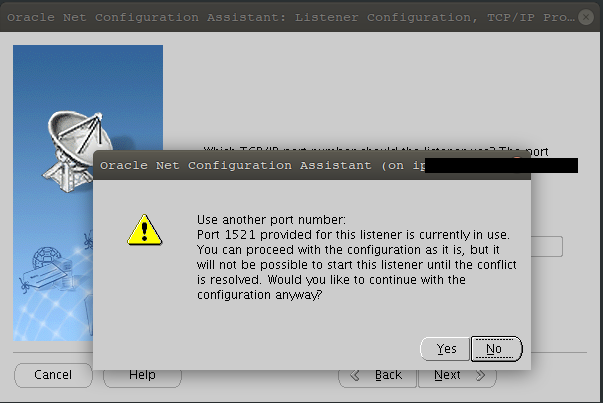 Oracle Net Configuration Assistant: Listener Configuration, TCP/IP Pro...
Which TCP/IP port number should the listener use? The port
Oracle Net Configuration Assistant (on ip
Use another port number:
Port 1521 provided for this listener is currently in use.
You can proceed with the configuration as it is, but it
will not be possible to start this listener until the conflict
is resolved. Would you like to continue with the
configuration anyway?
Yes
No
Cancel
Help
Back
Next